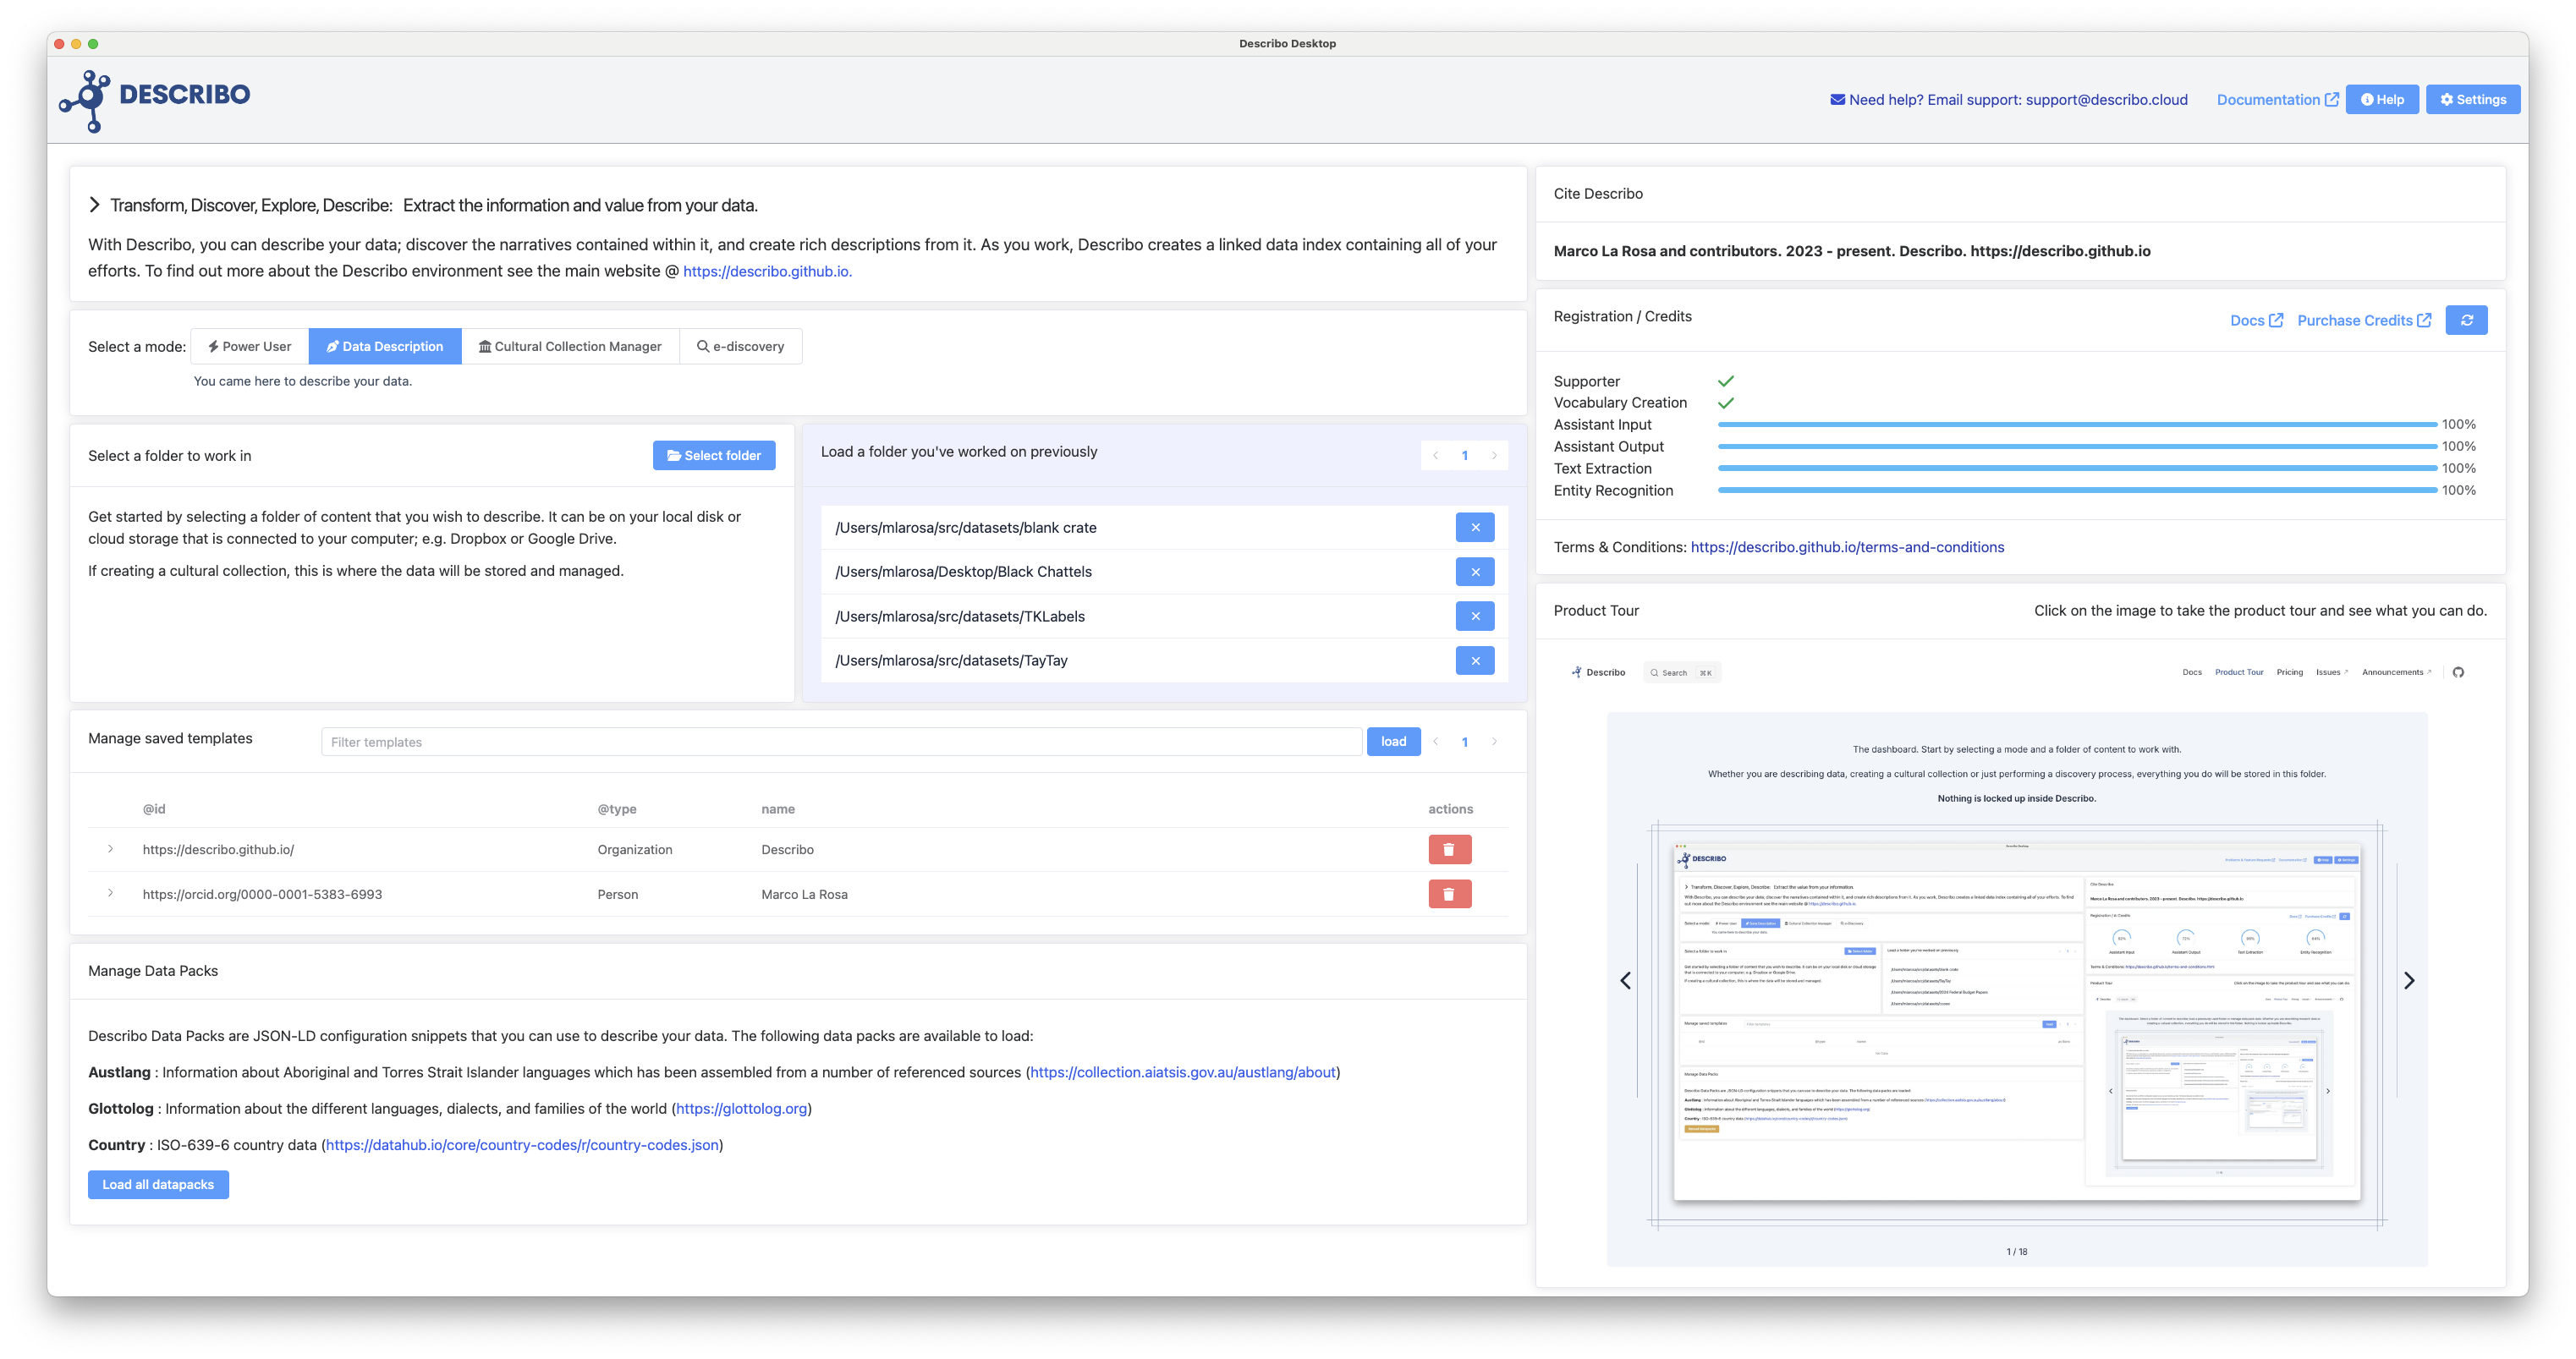 Describo Desktop
DESCRIBO
Need help? Email support: support@describo.cloud
Documentation
Help
Settings
Transform, Discover, Explore, Describe: Extract the information and value from your data.
With Describo, you can describe your data; discover the narratives contained within it, and create rich descriptions from it. As you work, Describo creates a linked data index containing all of your
efforts. To find out more about the Describo environment see the main website @ https://describo.github.io.
Select a mode:
Power User
Data Description
Cultural Collection Manager
e-discovery
You came here to describe your data.
Select a folder to work in
Select folder
Get started by selecting a folder of content that you wish to describe. It can be on your local disk or
cloud storage that is connected to your computer; e.g. Dropbox or Google Drive.
If creating a cultural collection, this is where the data will be stored and managed.
Load a folder you've worked on previously
1
/Users/mlarosa/src/datasets/blank crate
/Users/mlarosa/Desktop/Black Chattels
/Users/mlarosa/src/datasets/TKLabels
/Users/mlarosa/src/datasets/TayTay
Manage saved templates
Filter templates
load
1
@id @type name actions
https://describo.github.io/ Organization Describo
https://orcid.org/0000-0001-5383-6993 Person Marco La Rosa
Manage Data Packs
Describo Data Packs are JSON-LD configuration snippets that you can use to describe your data. The following data packs are available to load:
Austlang : Information about Aboriginal and Torres Strait Islander languages which has been assembled from a number of referenced sources (https://collection.aiatsis.gov.au/austlang/about)
Glottolog : Information about the different languages, dialects, and families of the world (https://glottolog.org)
Country : ISO-639-6 country data (https://datahub.io/core/country-codes/r/country-codes.json)
Load all datapacks
Cite Describo
Marco La Rosa and contributors. 2023 - present. Describo. https://describo.github.io
Registration / Credits
Docs
Purchase Credits
Supporter
Vocabulary Creation
Assistant Input 100%
Assistant Output 100%
Text Extraction 100%
Entity Recognition 100%
Terms & Conditions: https://describo.github.io/terms-and-conditions
Product Tour
Click on the image to take the product tour and see what you can do.
Describo
Search ⌘K
Docs
Product Tour
Pricing
Issues
Announcements
The dashboard. Start by selecting a mode and a folder of content to work with.
Whether you are describing data, creating a cultural collection or just performing a discovery process, everything you do will be stored in this folder.
Nothing is locked up inside Describo.
DESCRIBO
Transform, Discover, Explore, Describe: Extract the value from your information.
1 / 18